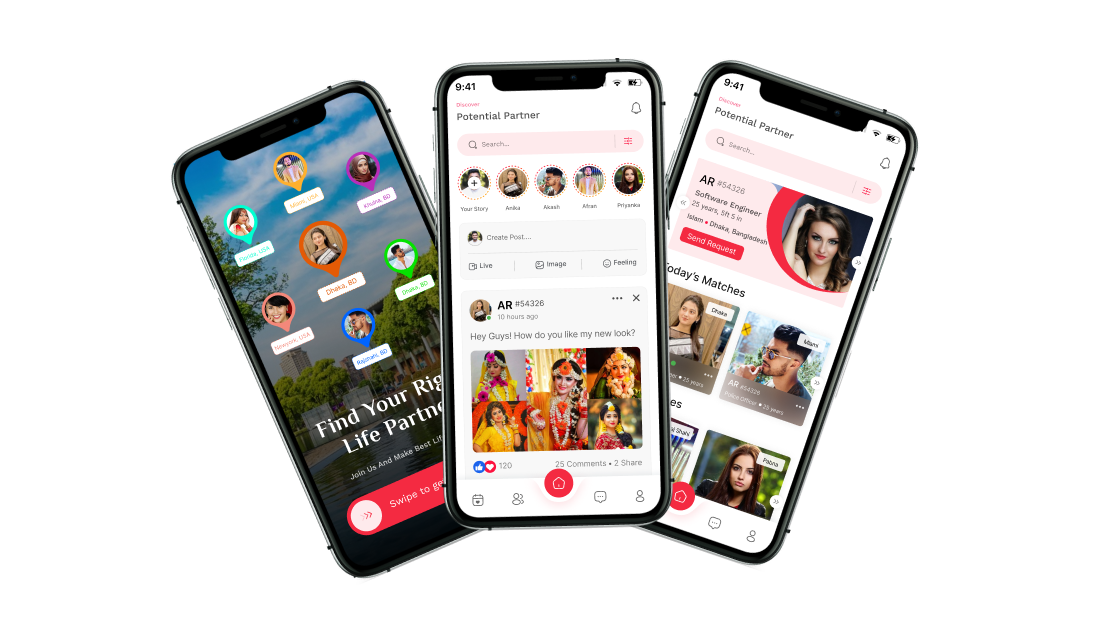 Miami, USA
Khulna, BD
Florida, USA
Dhaka, BD
Dhaka, BD
Newyork, USA
Rajshahi, BD
Find Your Rig
Life Partn
Join Us And Make Best Lif
Swipe to ge
9:41
Discover
Potential Partner
Search...
Your Story
Anika
Akash
Afran
Priyanka
Create Post....
Live
Image
Feeling
AR #54326
10 hours ago
Hey Guys! How do you like my new look?
120
25 Comments • 2 Share
9:41
Discover
Potential Partner
Search...
AR #54326
Software Engineer
25 years, 5ft 5 in
Islam • Dhaka, Bangladesh
Send Request
oday's Matches
Dhaka
25 years
Miami
AR #54326
Police Officer • 25 years
es
Pabna